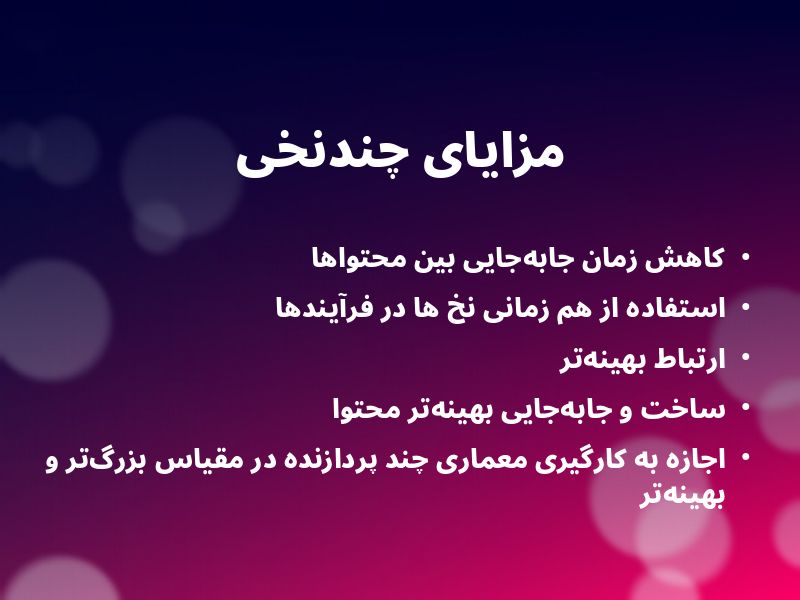 مزایای چندنخی
• کاهش زمان جابه‌جایی بین محتواها
• استفاده از هم زمانی نخ ها در فرآیندها
• ارتباط بهینه‌تر
• ساخت و جابه‌جایی بهینه‌تر محتوا
• اجازه به کارگیری معماری چند پردازنده در مقیاس بزرگ‌تر و
بهینه‌تر